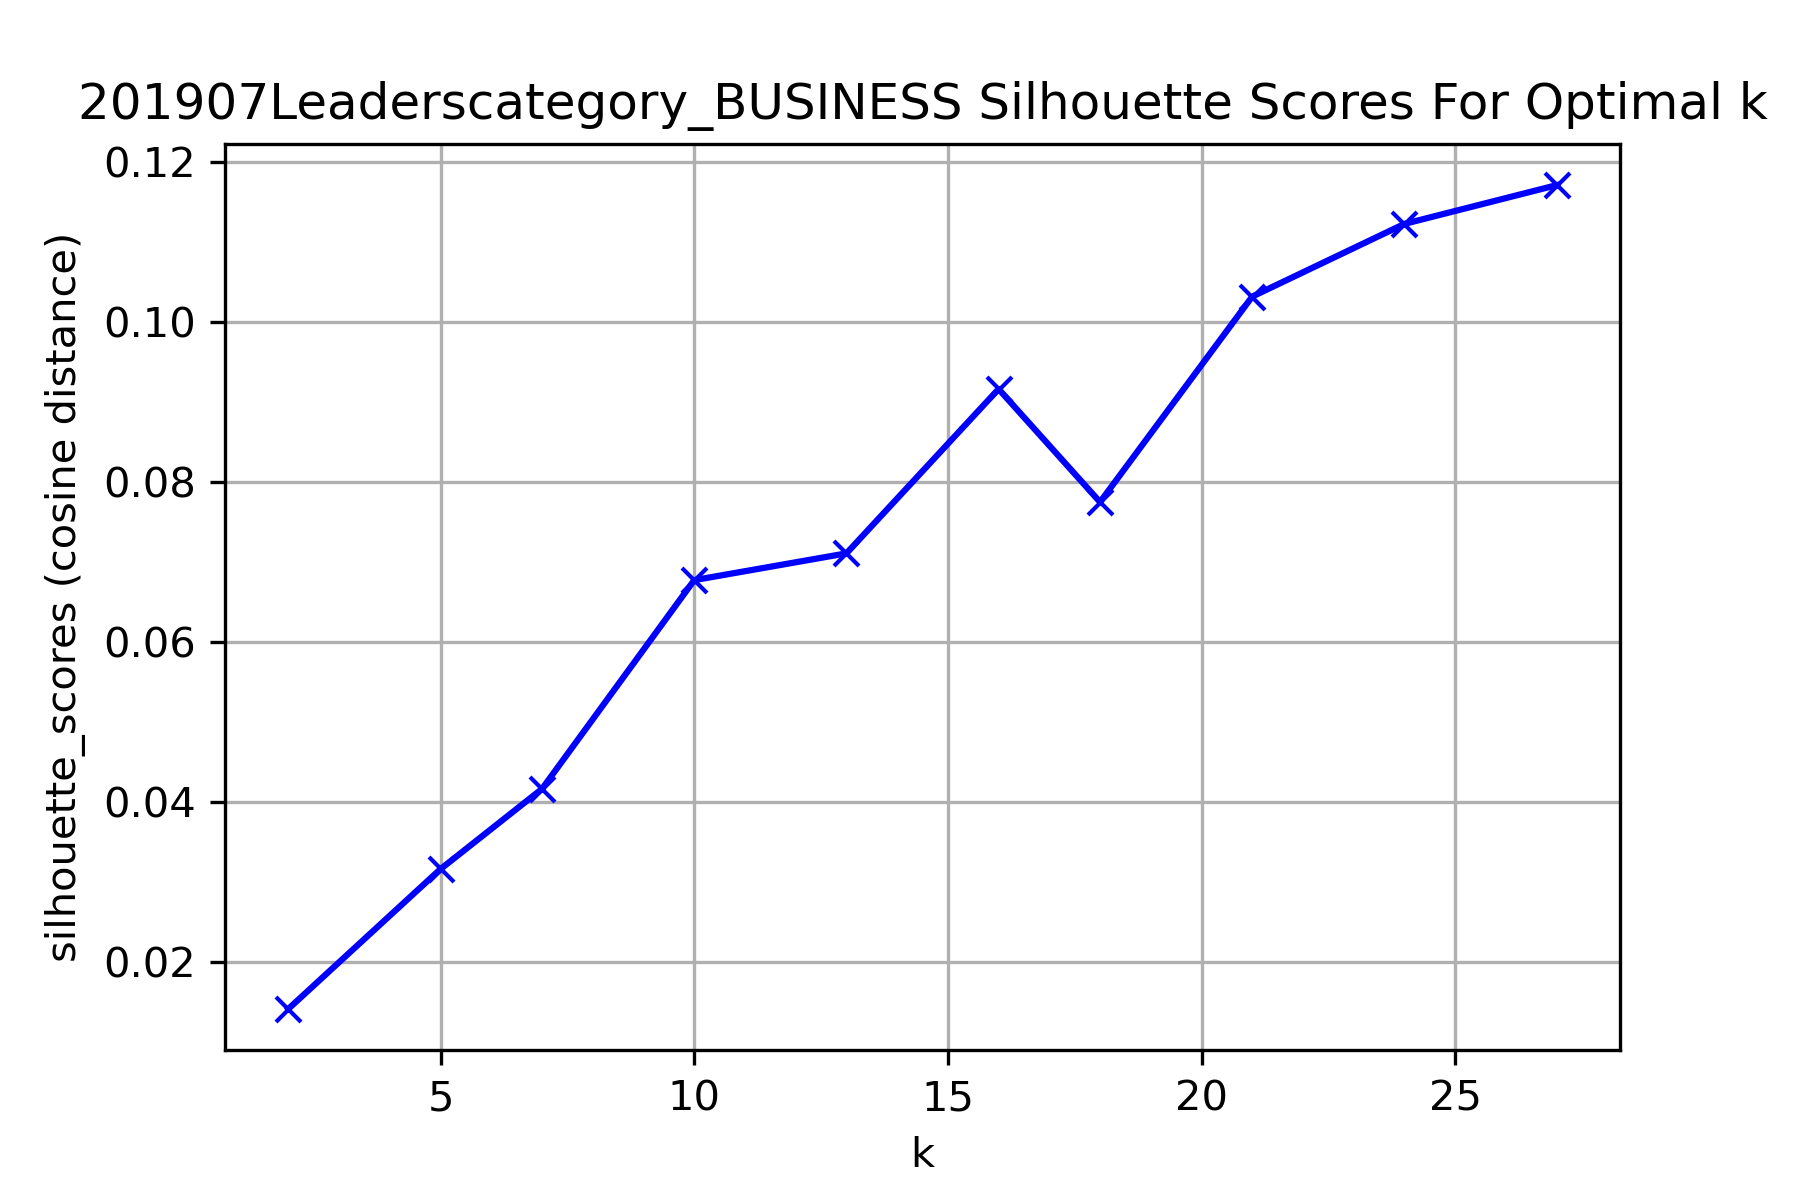 201907Leaderscategory_BUSINESS Silhouette Scores For Optimal k
silhouette_scores (cosine distance)
0.12
0.10
0.08
0.06
0.04
0.02
5 10 15 20 25
k